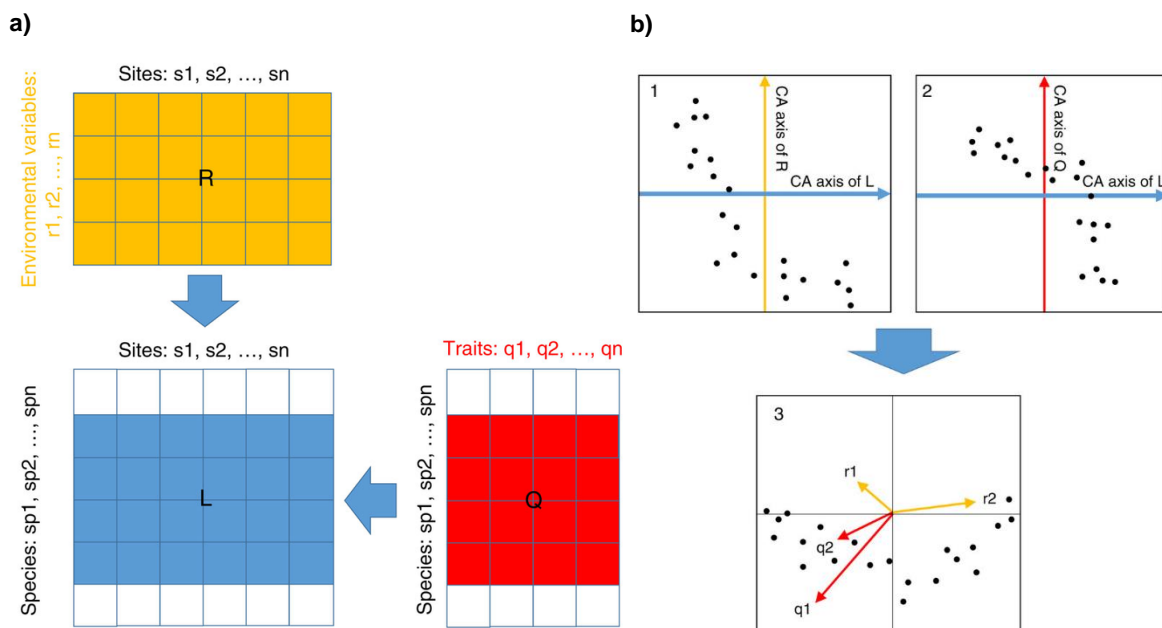 a)
Sites: s1, s2, …, sn
Environmental variables:
r1, r2, …, rn
R
Sites: s1, s2, …, sn
Species: sp1, sp2, …, spn
L
Traits: q1, q2, …, qn
Species: sp1, sp2, …, spn
Q
b)
1
CA axis of R
CA axis of L
2
CA axis of Q
CA axis of L
3
r1
r2
q2
q1